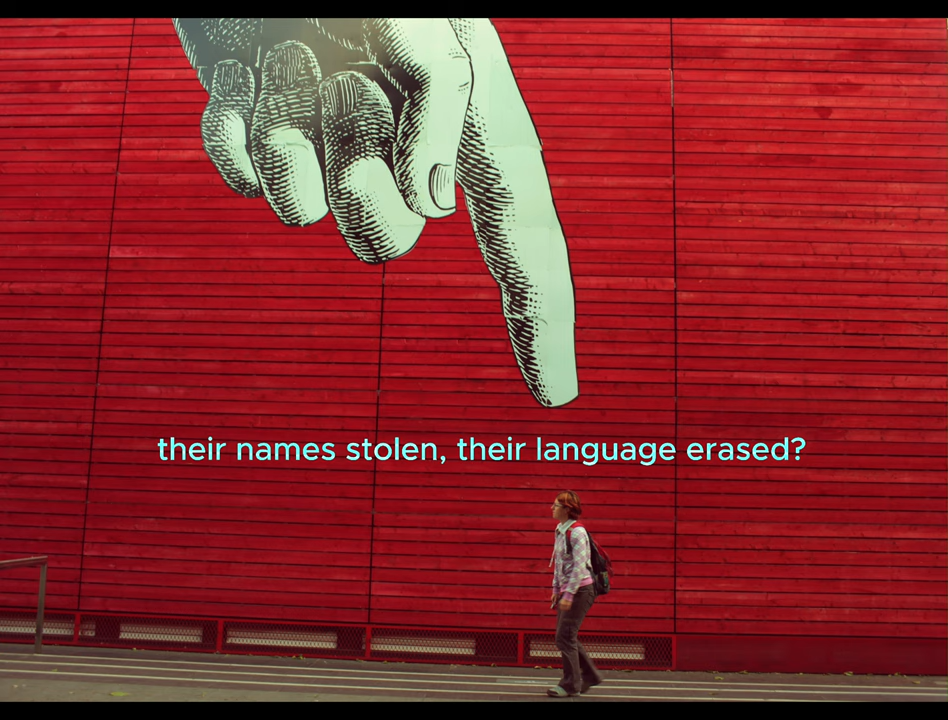 their names stolen, their language erased?